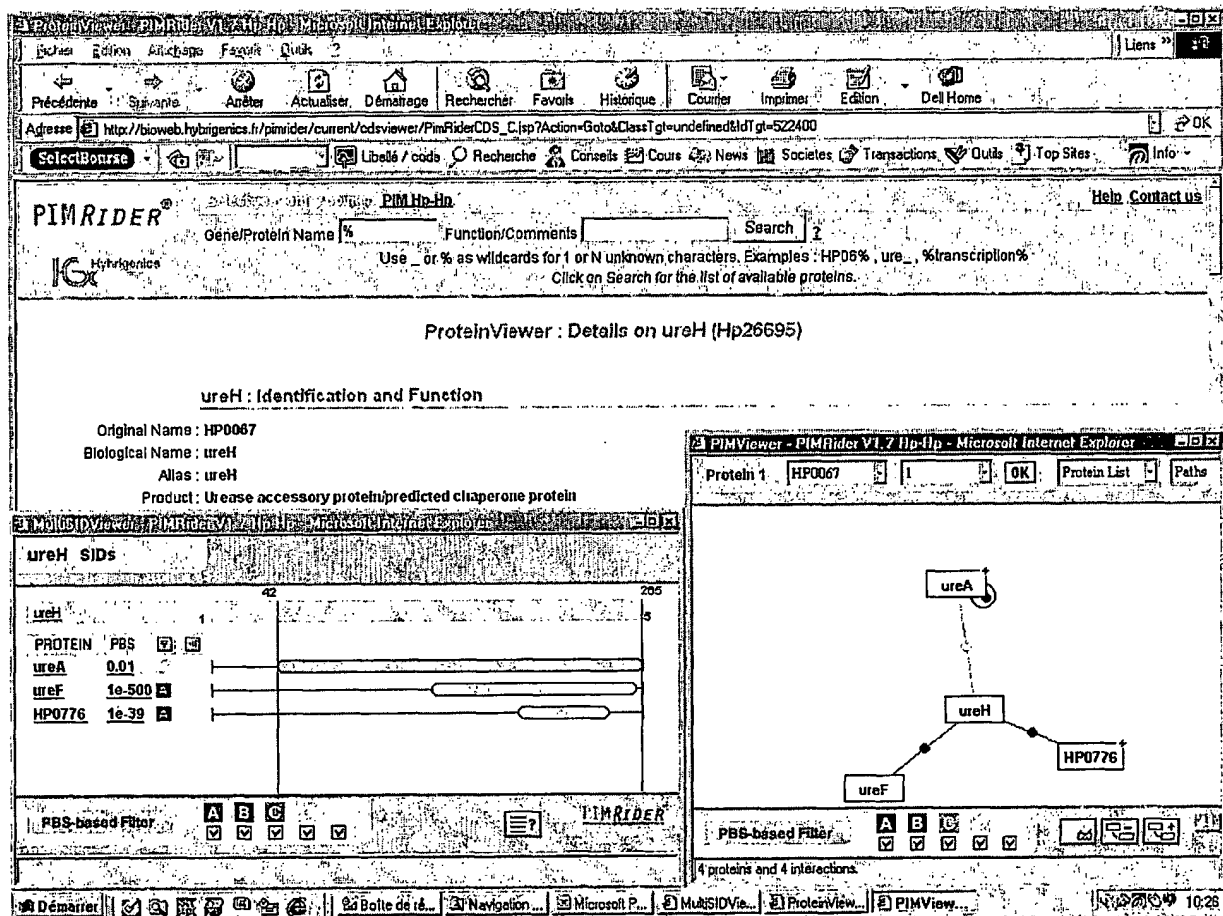 ProteinViewer - PIMRider V1.7 Hp-Hp - Microsoft Internet Explorer
Fichier Edition Affichage Favoris Outils ?
Liens »
Précédente Suivante Arrêter Actualiser Démarrage Rechercher Favoris Historique Courrier Imprimer Edition Dell Home
Adresse http://bioweb.hybrigenics.fr/pimrider/current/cdsviewer/PimRiderCDS_C.jsp?Action=Goto&ClassTgt=undefined&IdTgt=522400 OK
SelectBourse Libellé / code Recherche Conseils Cours News Societes Transactions Outils Top Sites Info
PIMRIDER® PIM Hp-Hp Help Contact us
Gene/Protein Name % Function/Comments Search ?
Hybrigenics
Use _ or % as wildcards for 1 or N unknown characters. Examples : HP06% , ure_ , %transcription%
Click on Search for the list of available proteins.
ProteinViewer : Details on ureH (Hp26695)
ureH : Identification and Function
Original Name : HP0067
Biological Name : ureH
Alias : ureH
Product : Urease accessory protein/predicted chaperone protein
MultiSIDViewer - PIMRider V1.7 Hp-Hp - Microsoft Internet Explorer
ureH SIDs
42 265
ureH 1 5
PROTEIN PBS
ureA 0.01
ureF 1e-500 A
HP0776 1e-39 A
PBS-based Filter A B C
PIMRIDER
PIMViewer - PIMRider V1.7 Hp-Hp - Microsoft Internet Explorer
Protein 1 HP0067 1 OK Protein List Paths
ureA
ureH
HP0776
ureF
PBS-based Filter A B C
4 proteins and 4 interactions.
Démarrer Boîte de ré... Navigation ... Microsoft P... MultiSIDVie... ProteinView... PIMView... 10:26